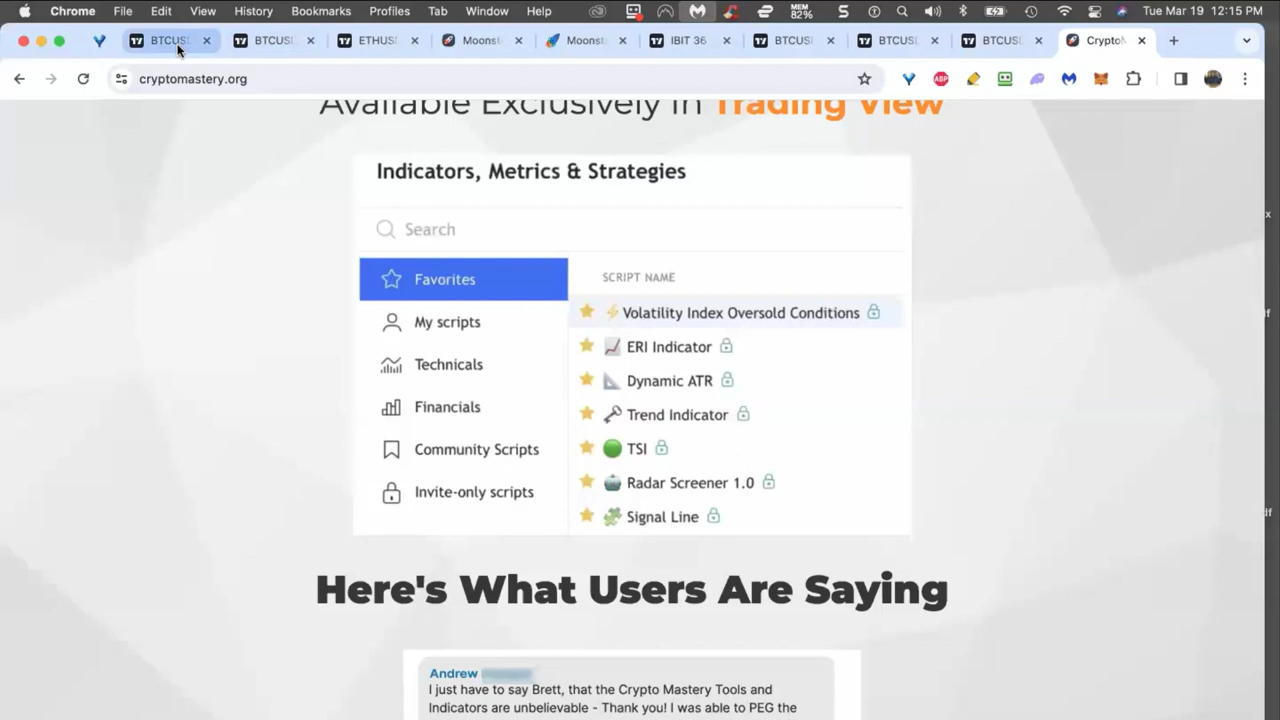 Chrome File Edit View History Bookmarks Profiles Tab Window Help MEM 82% Tue Mar 19 12:15 PM
BTCUS BTCUS ETHUS Moonst Moonst IBIT 36 BTCUS BTCUS BTCUS Crypto
cryptomastery.org
Available Exclusively in Trading View
Indicators, Metrics & Strategies
Search
Favorites
My scripts
Technicals
Financials
Community Scripts
Invite-only scripts
SCRIPT NAME
Volatility Index Oversold Conditions
ERI Indicator
Dynamic ATR
Trend Indicator
TSI
Radar Screener 1.0
Signal Line
Here's What Users Are Saying
Andrew
I just have to say Brett, that the Crypto Mastery Tools and
Indicators are unbelievable - Thank you! I was able to PEG the